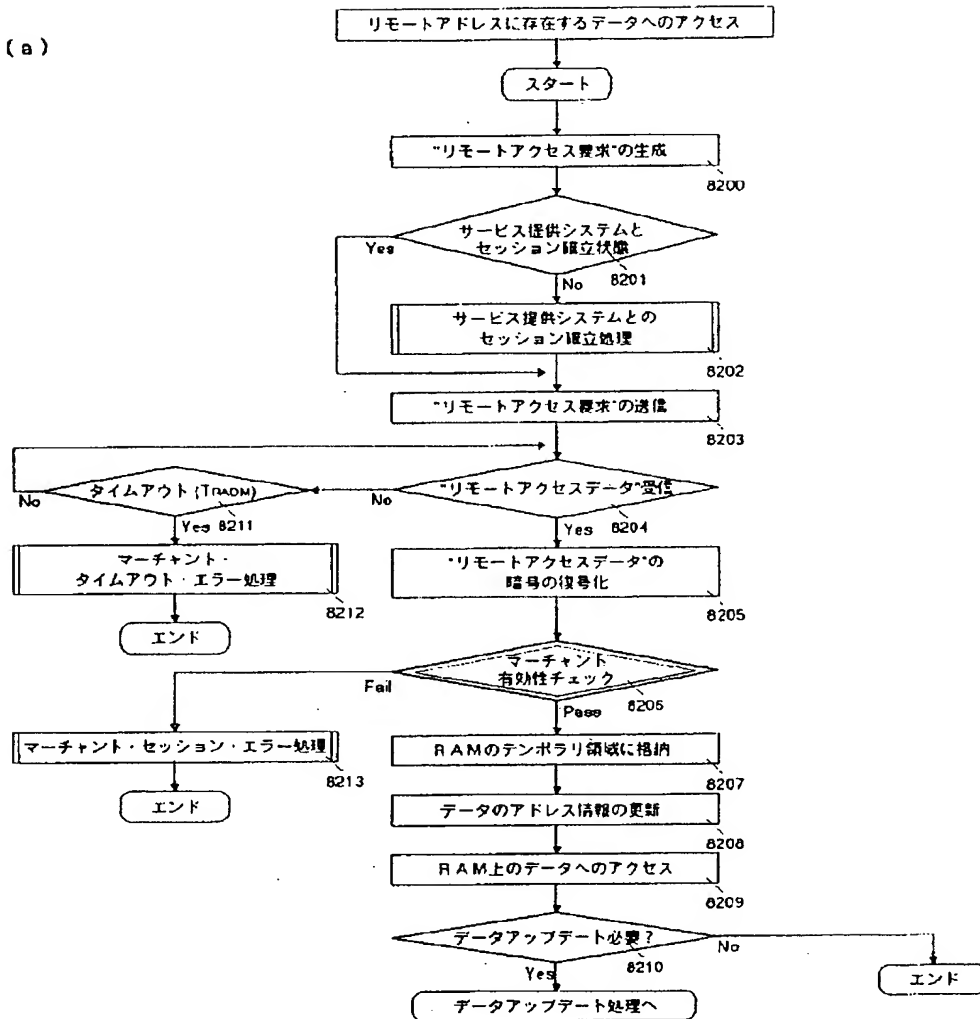 リモートアドレスに存在するデータへのアクセス
(a)
スタート
"リモートアクセス要求"の生成
8200
サービス提供システムと
セッション確立状態
Yes
8201
No
サービス提供システムとの
セッション確立処理
8202
"リモートアクセス要求"の送信
8203
タイムアウト(TRADM)
No
Yes 8211
"リモートアクセスデータ"受信
No
8204
Yes
マーチャント・
タイムアウト・エラー処理
8212
エンド
"リモートアクセスデータ"の
暗号の復号化
8205
マーチャント
有効性チェック
Fail
8206
Pass
マーチャント・セッション・エラー処理
8213
エンド
RAMのテンポラリ領域に格納
8207
データのアドレス情報の更新
8208
RAM上のデータへのアクセス
8209
データアップデート必要?
No
8210
Yes
エンド
データアップデート処理へ